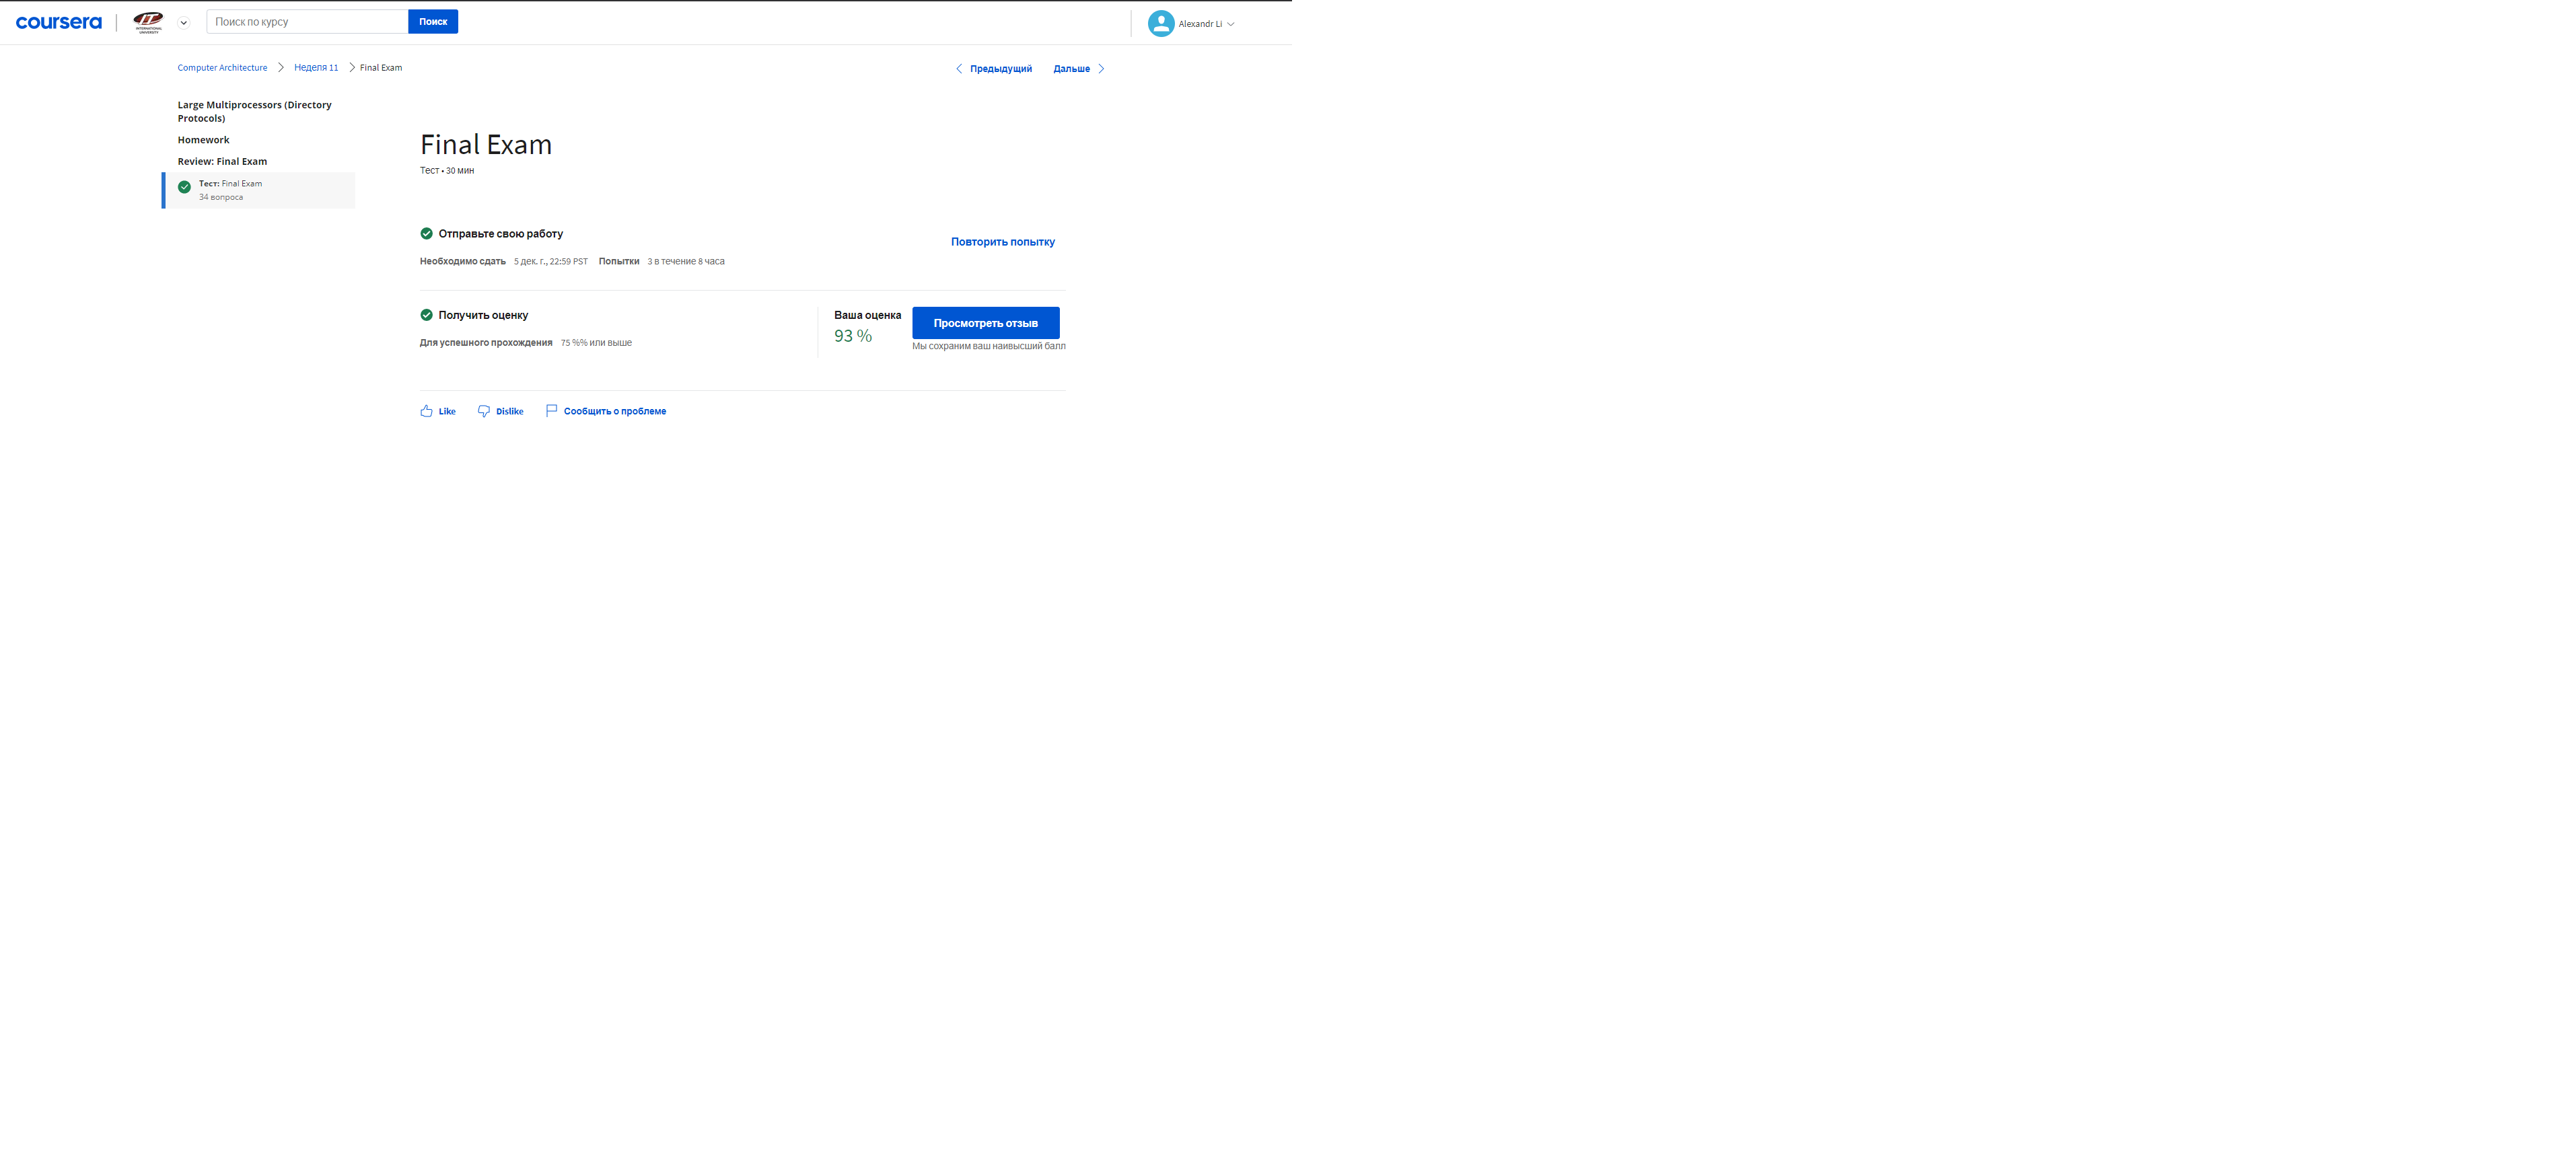 coursera
IT
INTERNATIONAL
UNIVERSITY
Поиск по курсу
Поиск
Alexandr Li
Computer Architecture
Неделя 11
Final Exam
Предыдущий
Дальше
Large Multiprocessors (Directory
Protocols)
Homework
Review: Final Exam
Тест: Final Exam
34 вопроса
Final Exam
Тест • 30 мин
Отправьте свою работу
Повторить попытку
Необходимо сдать 5 дек. г., 22:59 PST Попытки 3 в течение 8 часа
Получить оценку
Для успешного прохождения 75 %% или выше
Ваша оценка
93 %
Просмотреть отзыв
Мы сохраним ваш наивысший балл
Like
Dislike
Сообщить о проблеме